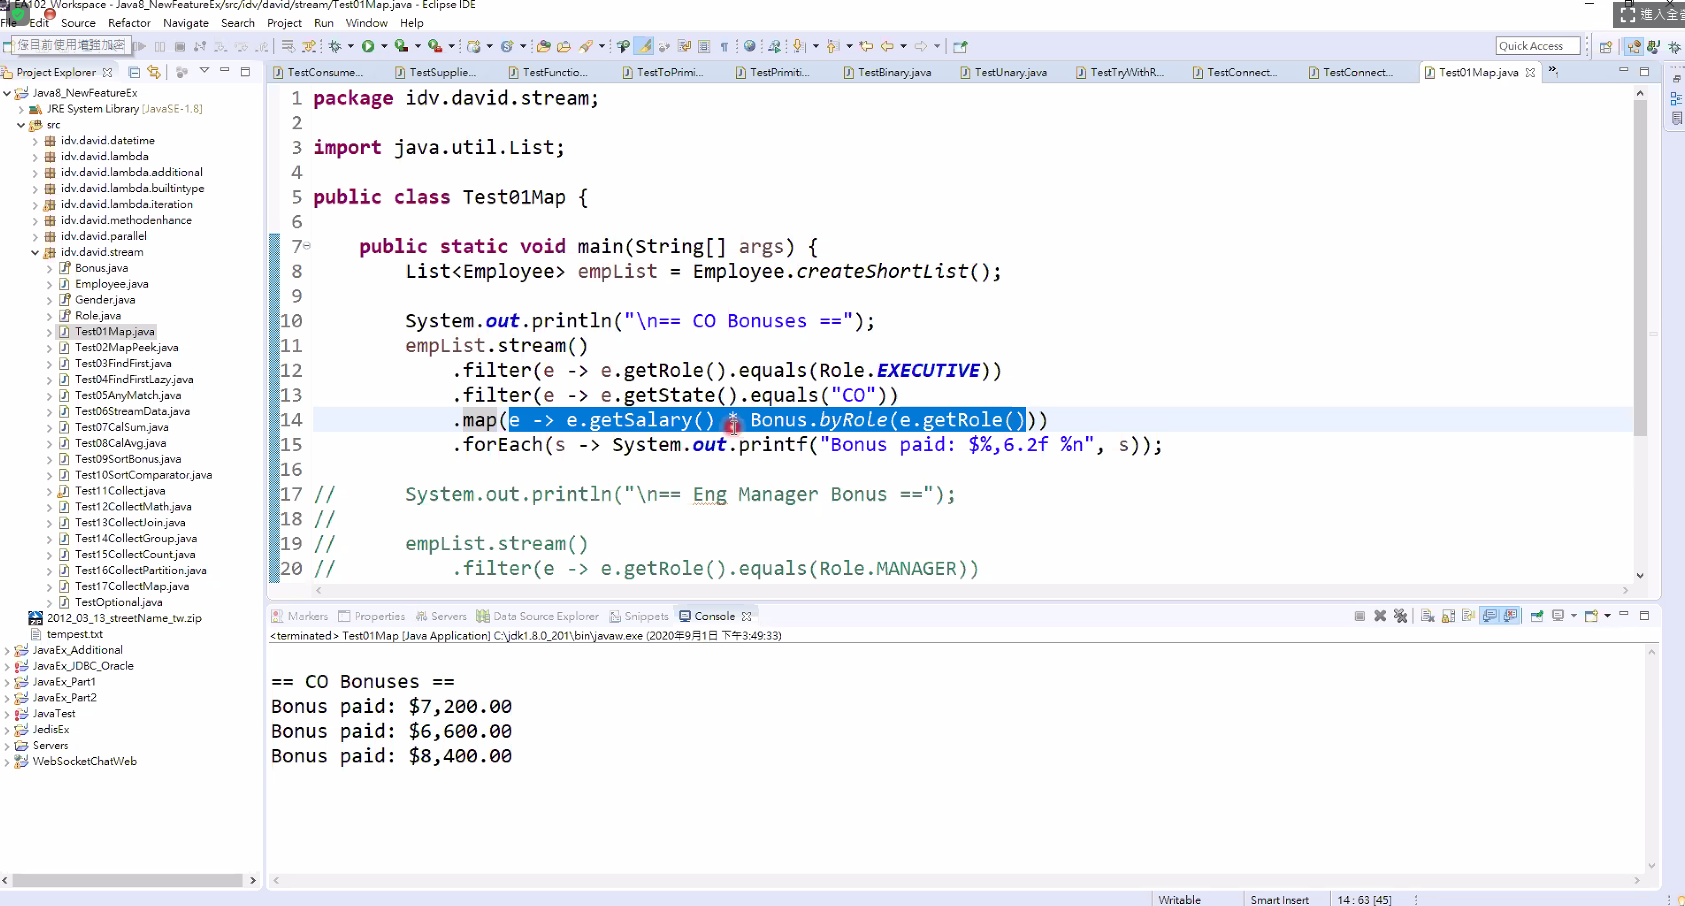 EA102_Workspace - Java8_NewFeatureEx/src/idv/david/stream/Test01Map.java - Eclipse IDE
File Edit Source Refactor Navigate Search Project Run Window Help
進入全
您目前使用增強加密
Quick Access
Project Explorer
TestConsume... TestSupplie... TestFunctio... TestToPrimi... TestPrimiti... TestBinary.java TestUnary.java TestTryWithR... TestConnect... TestConnect... Test01Map.java
Java8_NewFeatureEx
JRE System Library [JavaSE-1.8]
src
idv.david.datetime
idv.david.lambda
idv.david.lambda.additional
idv.david.lambda.builtintype
idv.david.lambda.iteration
idv.david.methodenhance
idv.david.parallel
idv.david.stream
Bonus.java
Employee.java
Gender.java
Role.java
Test01Map.java
Test02MapPeek.java
Test03FindFirst.java
Test04FindFirstLazy.java
Test05AnyMatch.java
Test06StreamData.java
Test07CalSum.java
Test08CalAvg.java
Test09SortBonus.java
Test10SortComparator.java
Test11Collect.java
Test12CollectMath.java
Test13CollectJoin.java
Test14CollectGroup.java
Test15CollectCount.java
Test16CollectPartition.java
Test17CollectMap.java
TestOptional.java
2012_03_13_streetName_tw.zip
tempest.txt
JavaEx_Additional
JavaEx_JDBC_Oracle
JavaEx_Part1
JavaEx_Part2
JavaTest
JedisEx
Servers
WebSocketChatWeb
1 package idv.david.stream;
2
3 import java.util.List;
4
5 public class Test01Map {
6
7 public static void main(String[] args) {
8 List<Employee> empList = Employee.createShortList();
9
10 System.out.println("\n== CO Bonuses ==");
11 empList.stream()
12 .filter(e -> e.getRole().equals(Role.EXECUTIVE))
13 .filter(e -> e.getState().equals("CO"))
14 .map(e -> e.getSalary() * Bonus.byRole(e.getRole()))
15 .forEach(s -> System.out.printf("Bonus paid: $%,6.2f %n", s));
16
17 // System.out.println("\n== Eng Manager Bonus ==");
18 //
19 // empList.stream()
20 // .filter(e -> e.getRole().equals(Role.MANAGER))
Markers Properties Servers Data Source Explorer Snippets Console
<terminated> Test01Map [Java Application] C:\jdk1.8.0_201\bin\javaw.exe (2020年9月1日 下午3:49:33)
== CO Bonuses ==
Bonus paid: $7,200.00
Bonus paid: $6,600.00
Bonus paid: $8,400.00
Writable Smart Insert 14 : 63 [45]